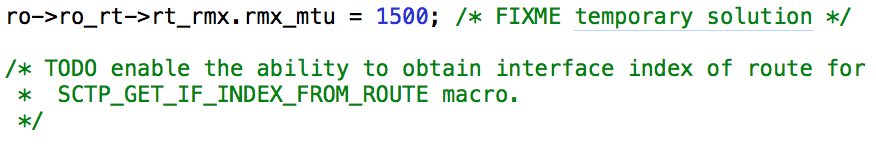 ro->ro_rt->rt_rmx.rmx_mtu = 1500; /* FIXME temporary solution */
/* TODO enable the ability to obtain interface index of route for
 *  SCTP_GET_IF_INDEX_FROM_ROUTE macro.
 */